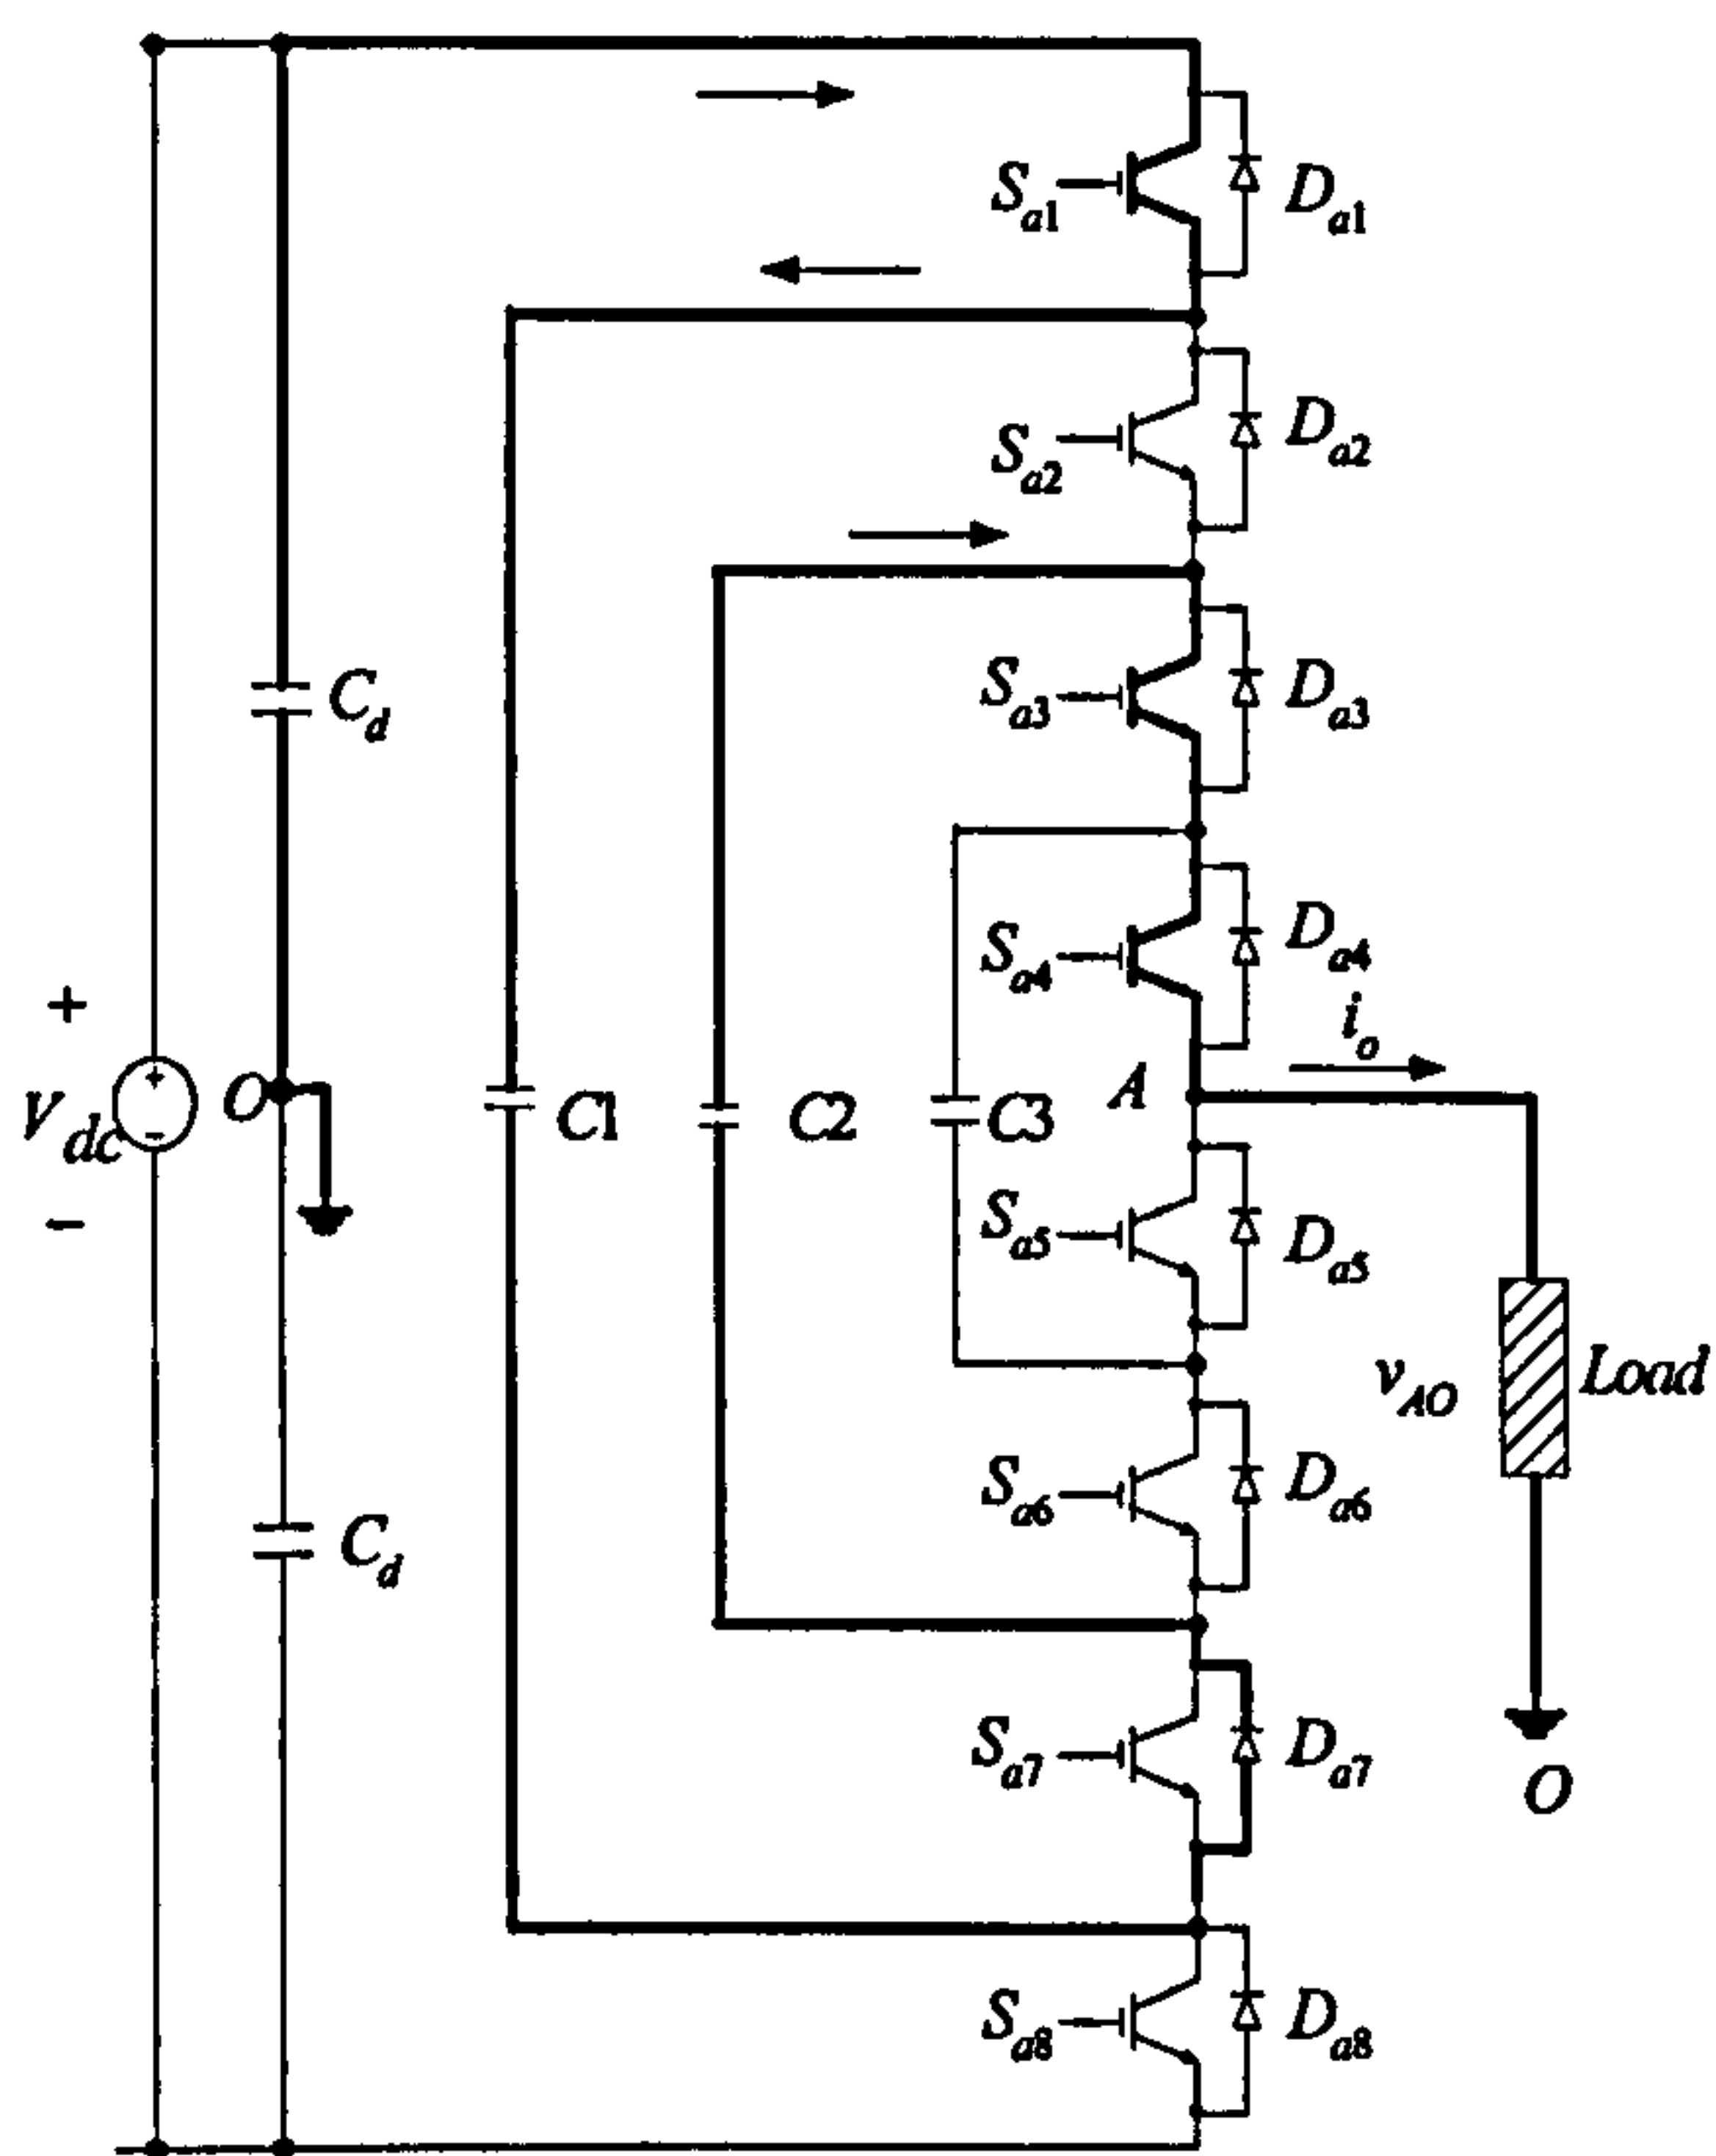 S_a1
D_a1
D_a2
S_a2
S_a3
D_a3
C_d
D_a4
S_a4
+
i_o
V_dc
+
-
O
C1
C2
C3
A
−
S_a5
D_a5
v_AO
Load
S_a6
D_a6
C_d
S_a7
D_a7
O
S_a8
D_a8